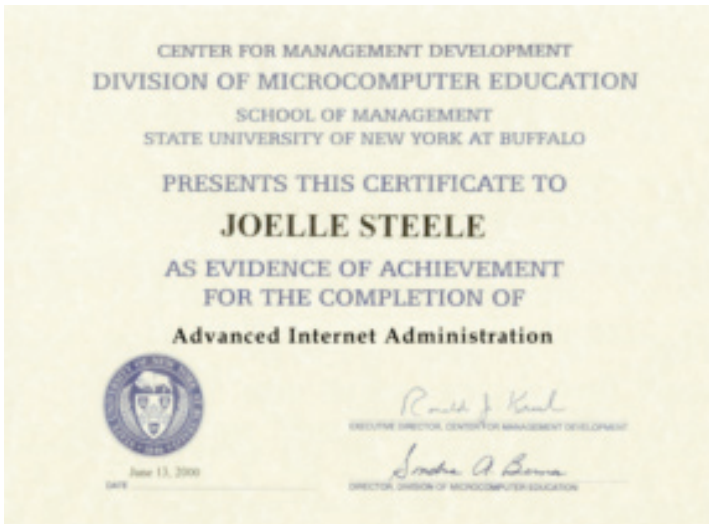 CENTER FOR MANAGEMENT DEVELOPMENT
DIVISION OF MICROCOMPUTER EDUCATION
SCHOOL OF MANAGEMENT
STATE UNIVERSITY OF NEW YORK AT BUFFALO
PRESENTS THIS CERTIFICATE TO
JOELLE STEELE
AS EVIDENCE OF ACHIEVEMENT
FOR THE COMPLETION OF
Advanced Internet Administration
EXECUTIVE DIRECTOR, CENTER FOR MANAGEMENT DEVELOPMENT
June 13, 2000
DATE
DIRECTOR, DIVISION OF MICROCOMPUTER EDUCATION